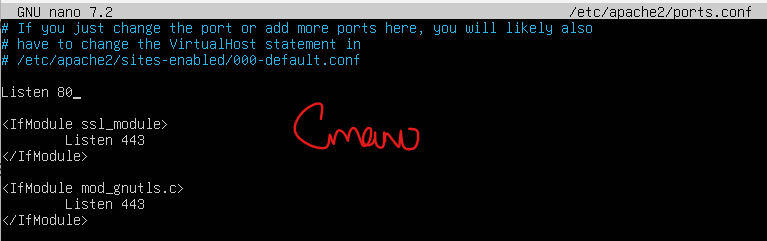 GNU nano 7.2 /etc/apache2/ports.conf
# If you just change the port or add more ports here, you will likely also
# have to change the VirtualHost statement in
# /etc/apache2/sites-enabled/000-default.conf
Listen 80_
<IfModule ssl_module>
Listen 443
</IfModule>
<IfModule mod_gnutls.c>
Listen 443
</IfModule>